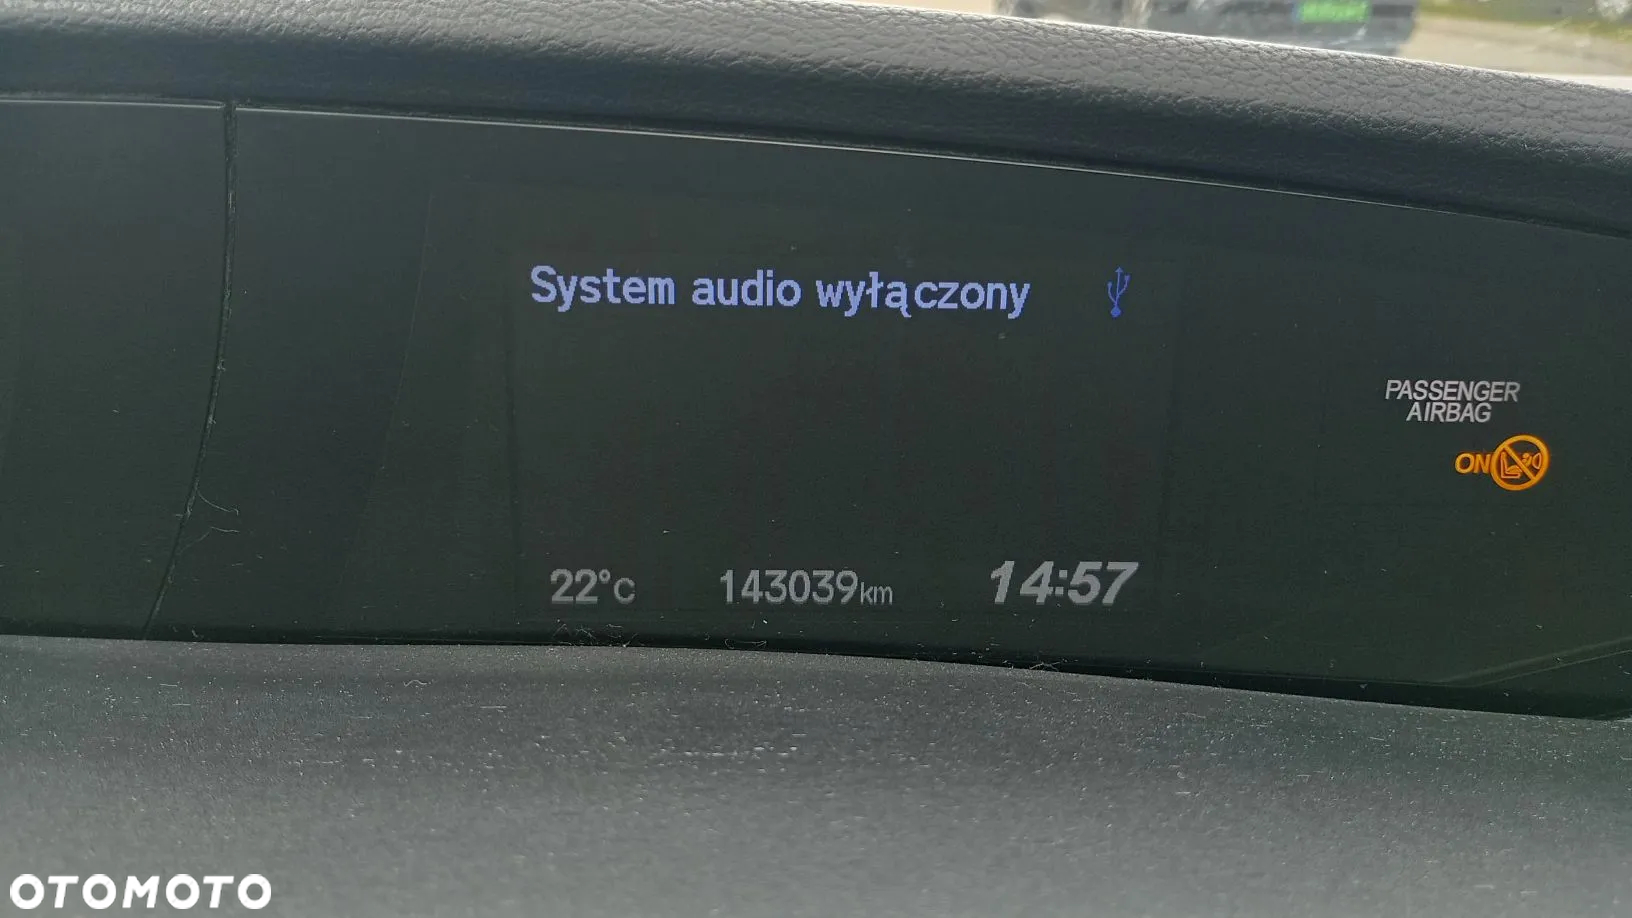 System audio wyłączony
PASSENGER
AIRBAG
ON
22°C
143039km
14:57
OTOMOTO